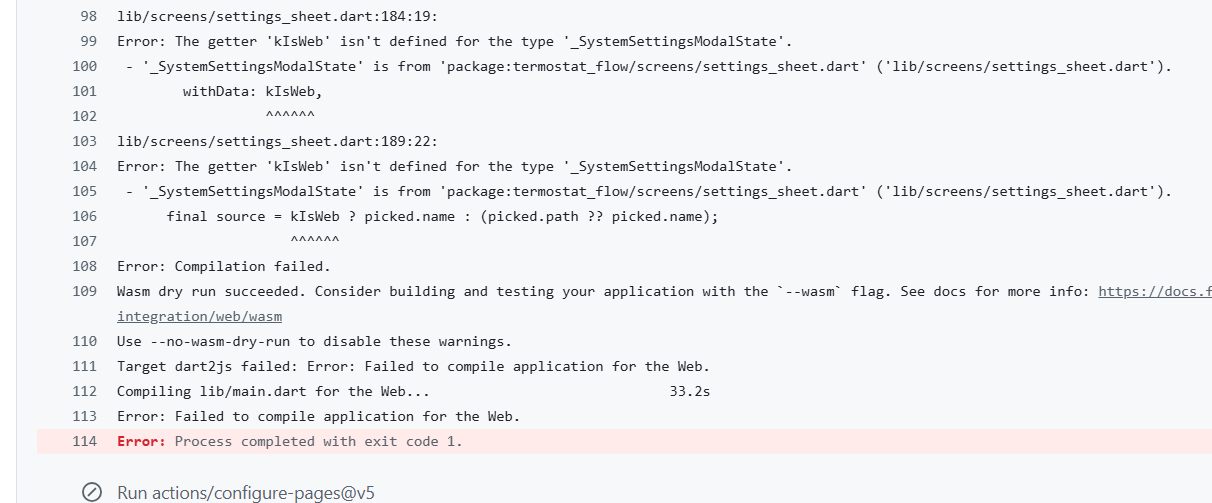 98 lib/screens/settings_sheet.dart:184:19:
99 Error: The getter 'kIsWeb' isn't defined for the type '_SystemSettingsModalState'.
100 - '_SystemSettingsModalState' is from 'package:termostat_flow/screens/settings_sheet.dart' ('lib/screens/settings_sheet.dart').
101 withData: kIsWeb,
102 ^^^^^^
103 lib/screens/settings_sheet.dart:189:22:
104 Error: The getter 'kIsWeb' isn't defined for the type '_SystemSettingsModalState'.
105 - '_SystemSettingsModalState' is from 'package:termostat_flow/screens/settings_sheet.dart' ('lib/screens/settings_sheet.dart').
106 final source = kIsWeb ? picked.name : (picked.path ?? picked.name);
107 ^^^^^^
108 Error: Compilation failed.
109 Wasm dry run succeeded. Consider building and testing your application with the `--wasm` flag. See docs for more info: https://docs.f
integration/web/wasm
110 Use --no-wasm-dry-run to disable these warnings.
111 Target dart2js failed: Error: Failed to compile application for the Web.
112 Compiling lib/main.dart for the Web... 33.2s
113 Error: Failed to compile application for the Web.
114 Error: Process completed with exit code 1.
Run actions/configure-pages@v5